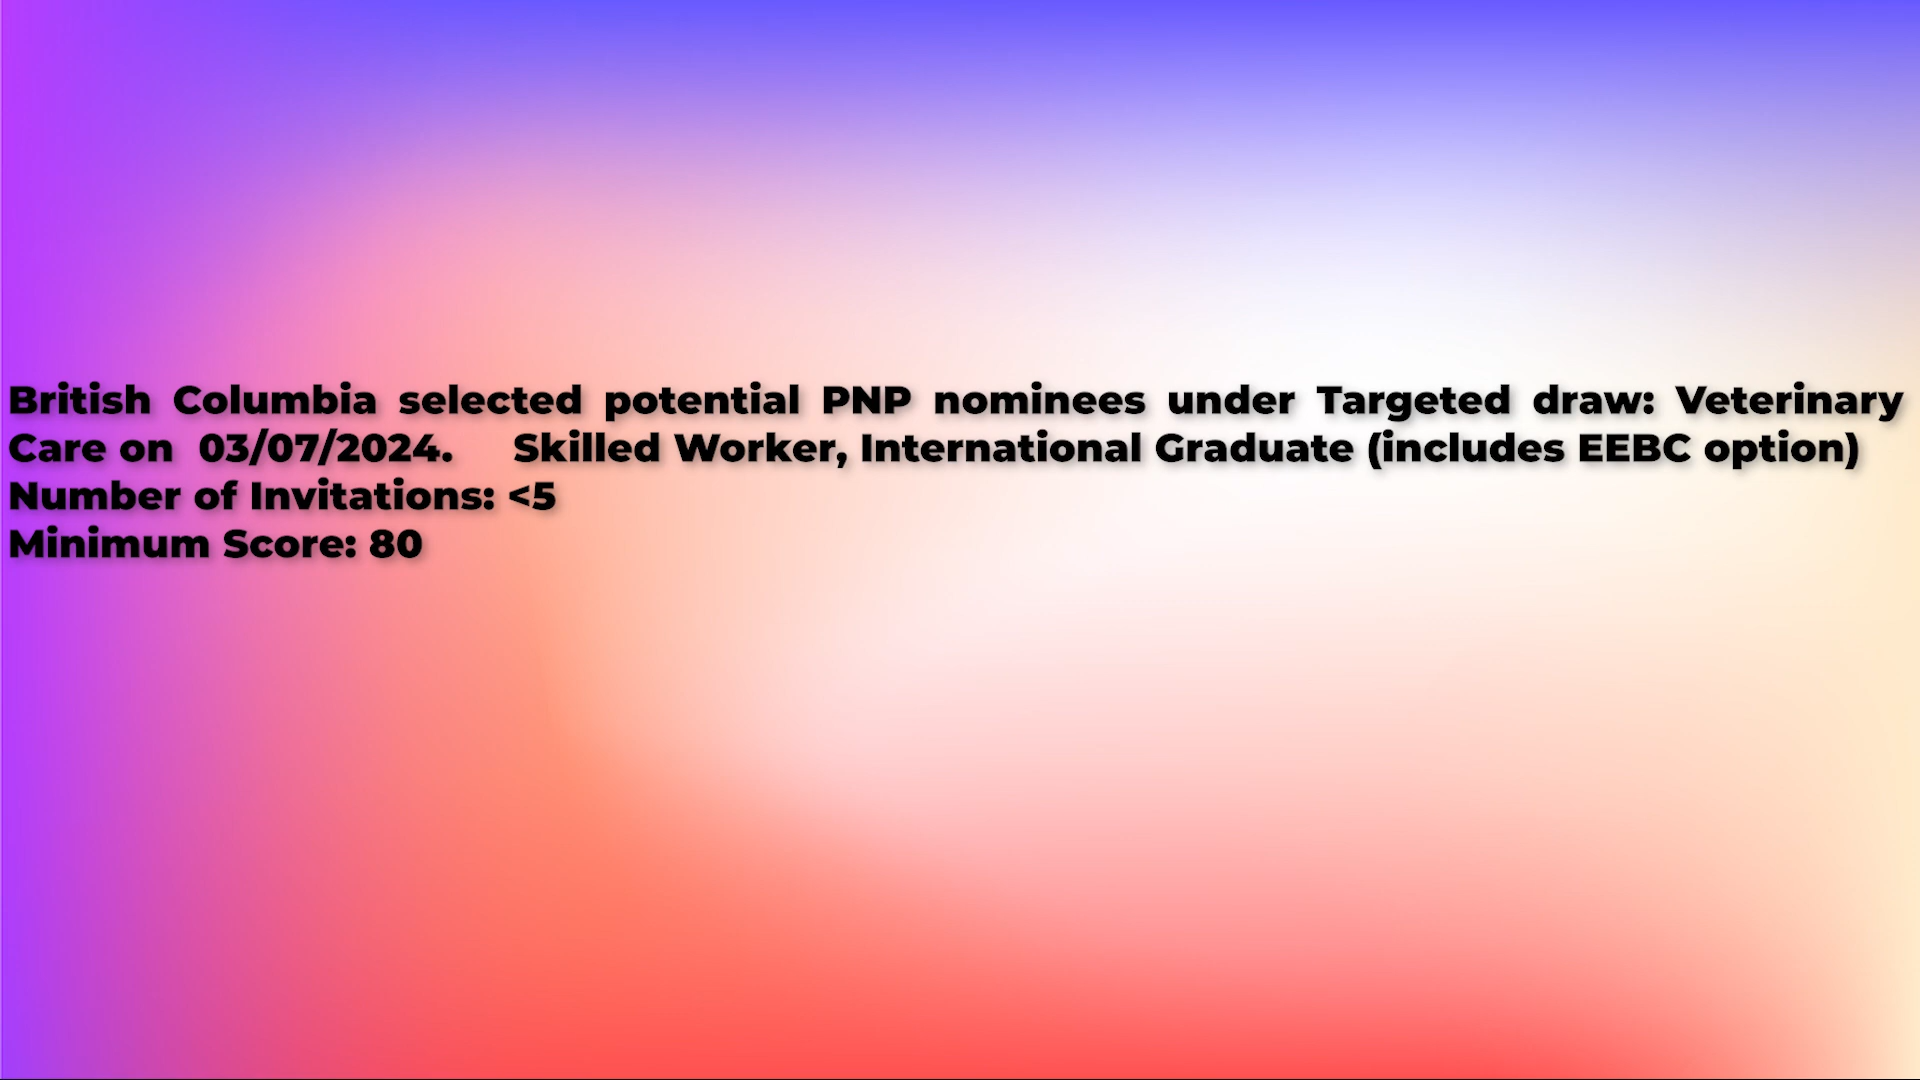 British Columbia selected potential PNP nominees under Targeted draw: Veterinary
Care on 03/07/2024. Skilled Worker, International Graduate (includes EEBC option)
Number of Invitations: <5
Minimum Score: 80